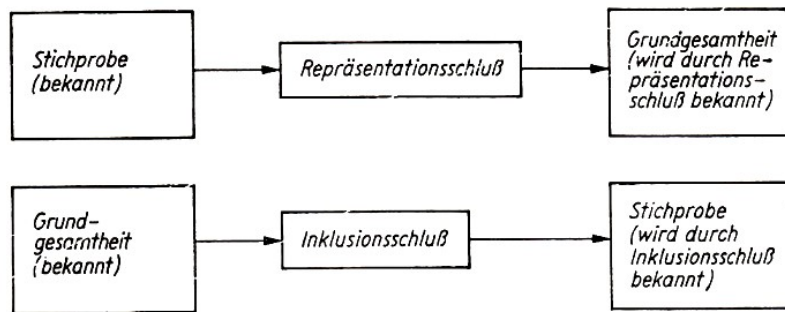 Stichprobe
(bekannt)
Repräsentationsschluß
Grundgesamtheit
(wird durch Re-
präsentations-
schluß bekannt)
Grund-
gesamtheit
(bekannt)
Inklusionsschluß
Stichprobe
(wird durch
Inklusionsschluß
bekannt)